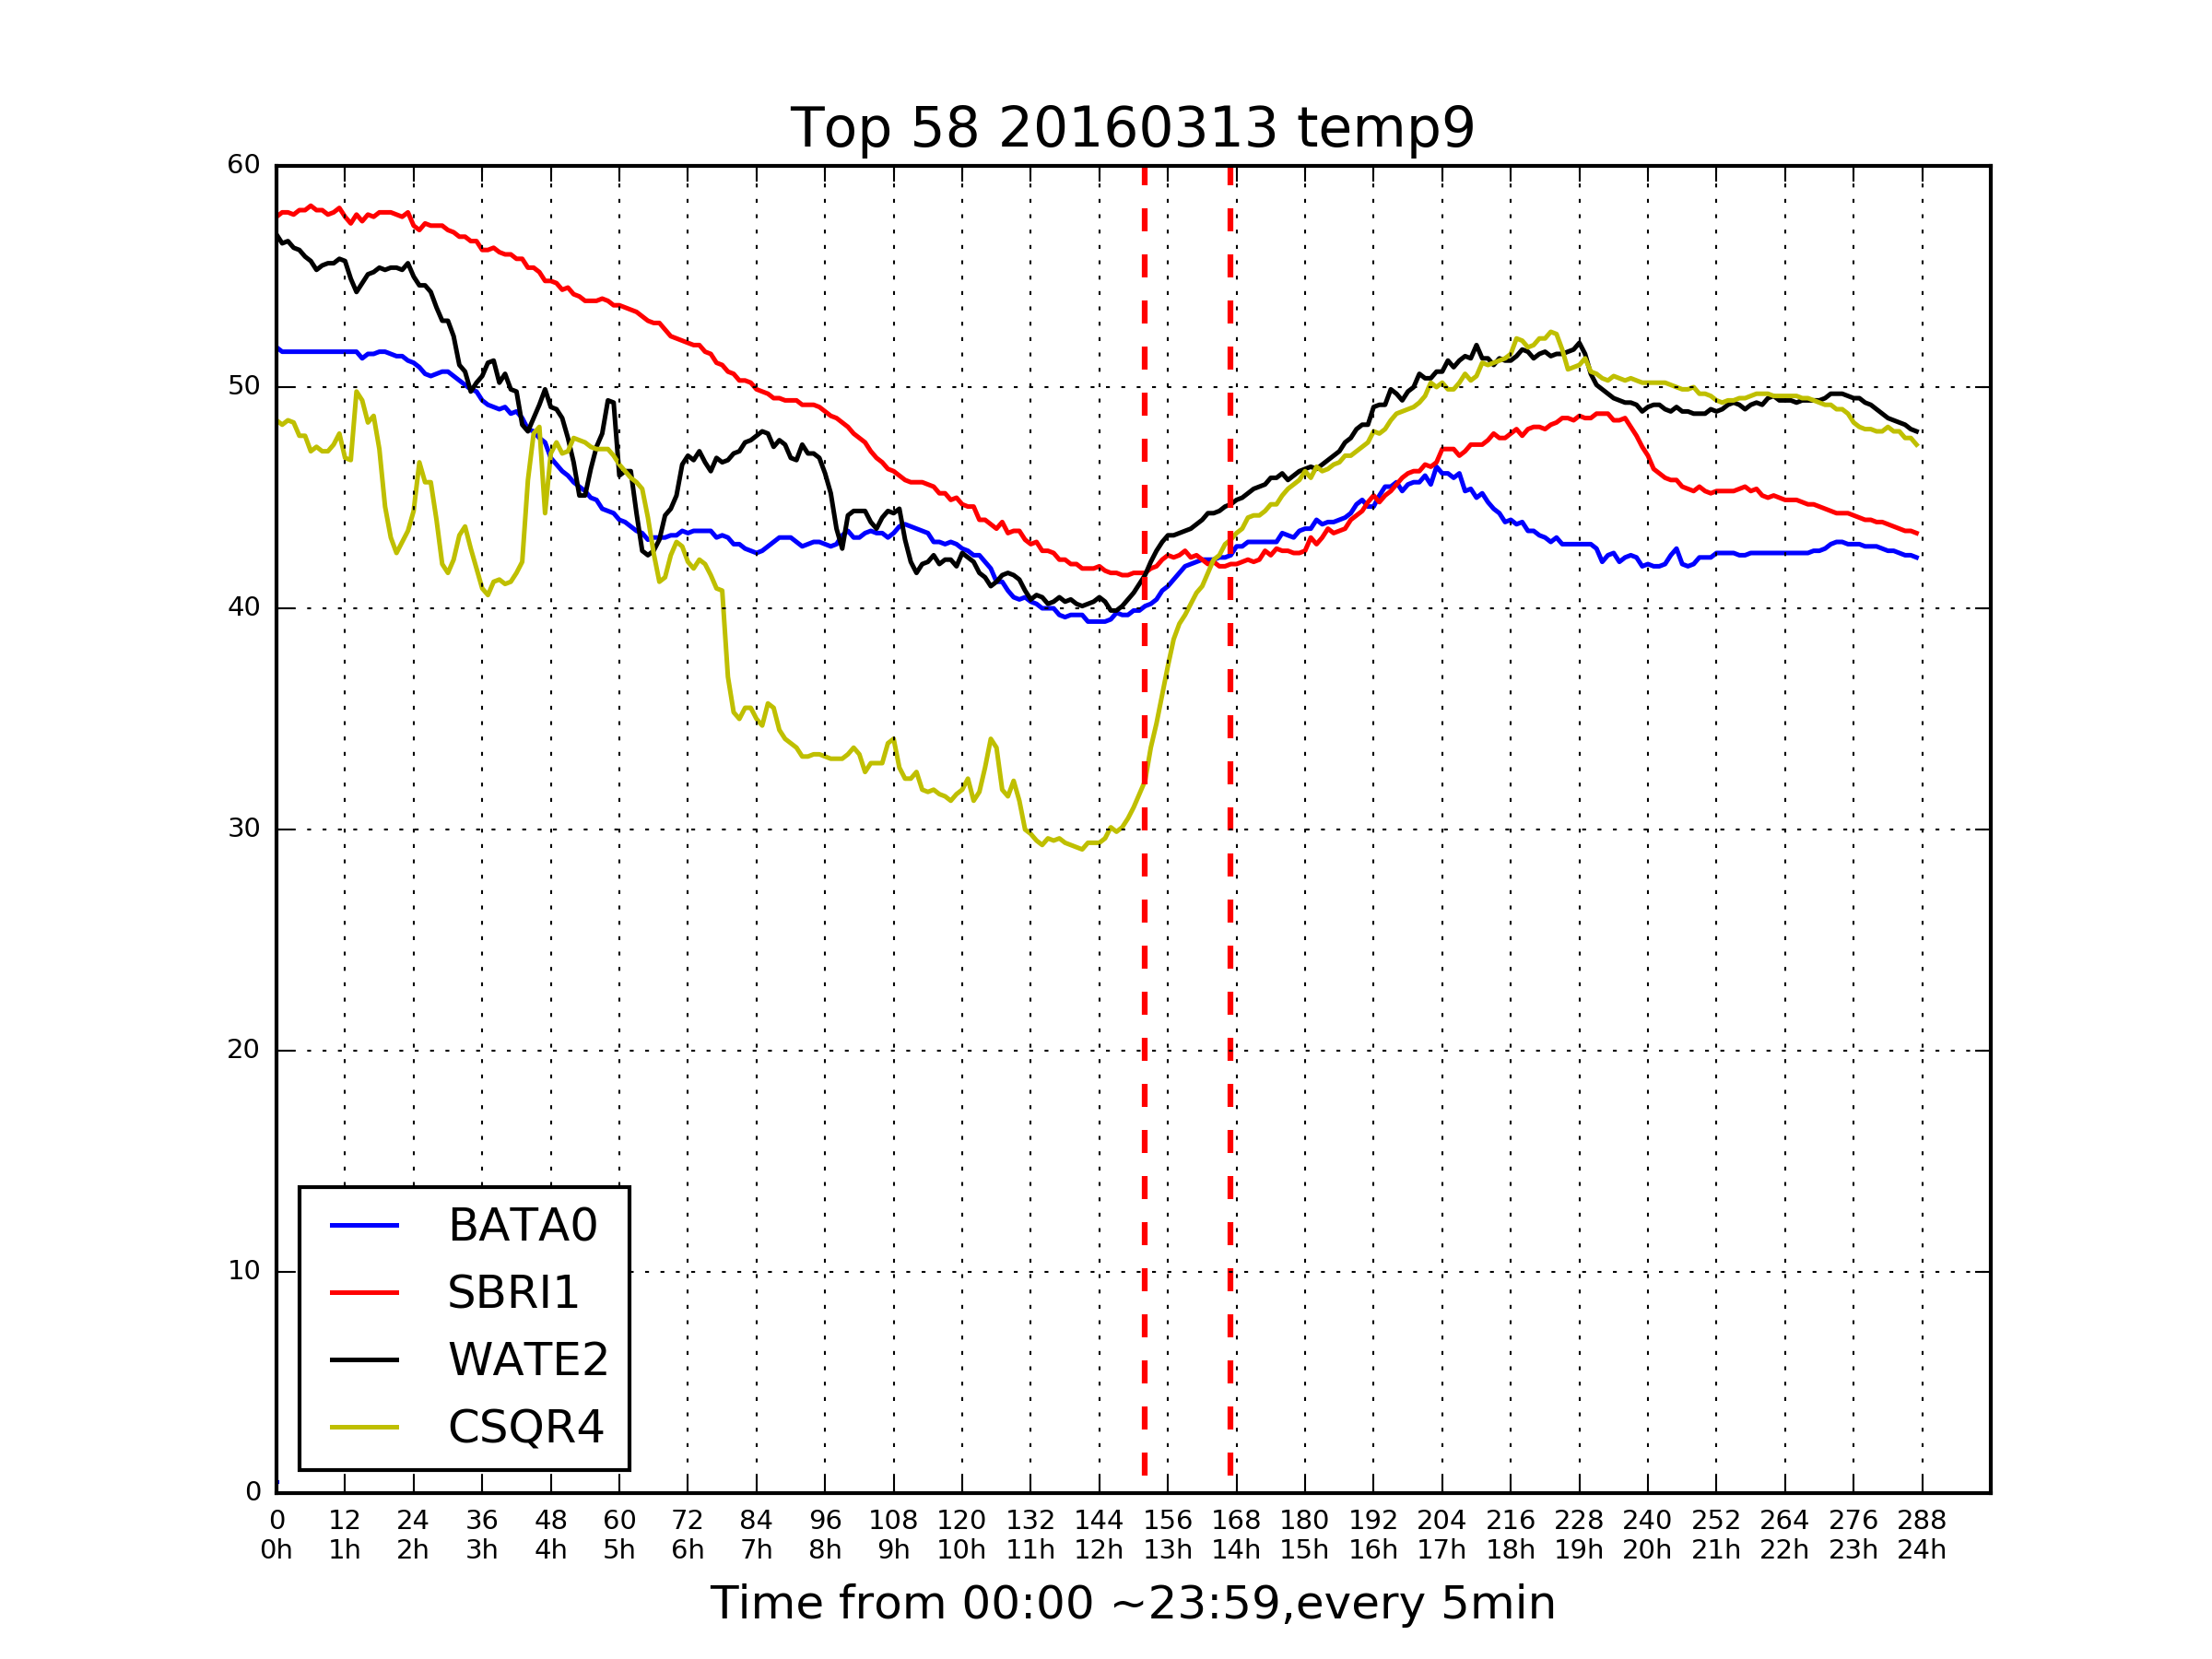 Top 58 20160313 temp9
60
50
40
30
20
10
0
BATA0
SBRI1
WATE2
CSQR4
0 12 24 36 48 60 72 84 96 108 120 132 144 156 168 180 192 204 216 228 240 252 264 276 288
0h 1h 2h 3h 4h 5h 6h 7h 8h 9h 10h 11h 12h 13h 14h 15h 16h 17h 18h 19h 20h 21h 22h 23h 24h
Time from 00:00 ~23:59,every 5min